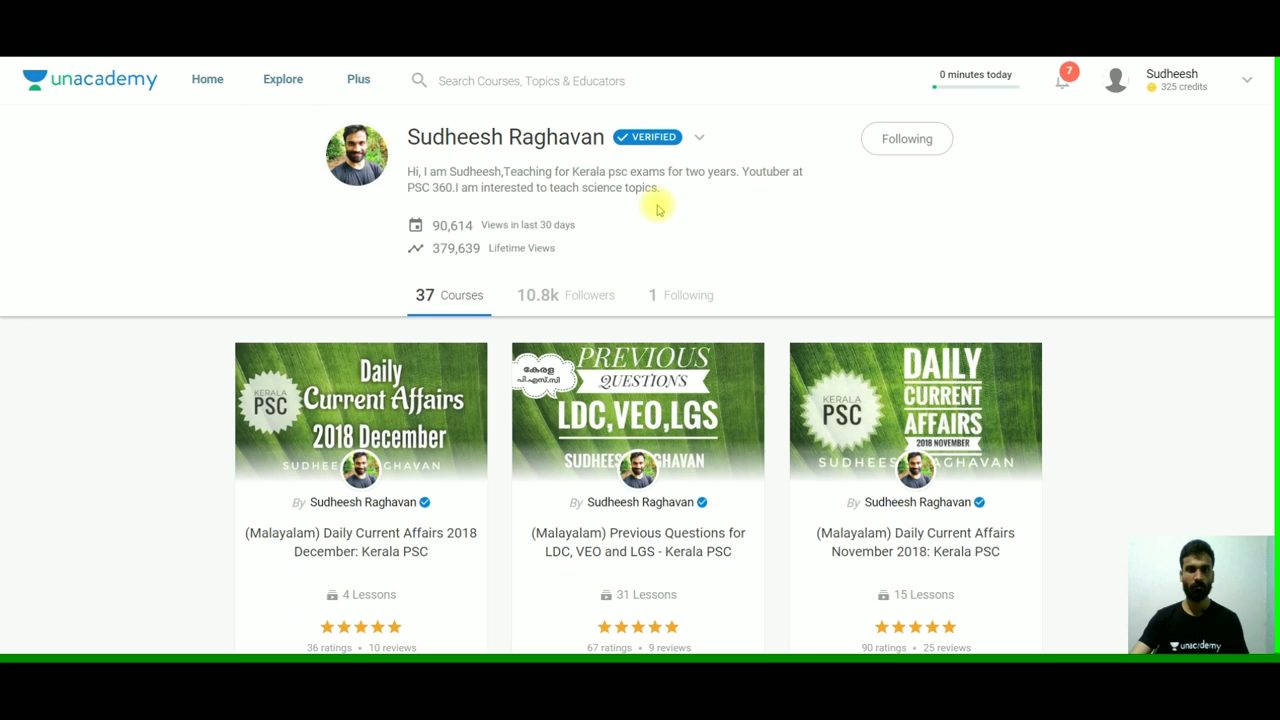 unacademy
Home
Explore
Plus
Search Courses, Topics & Educators
0 minutes today
7
Sudheesh
325 credits
Sudheesh Raghavan
VERIFIED
Following
Hi, I am Sudheesh,Teaching for Kerala psc exams for two years. Youtuber at
PSC 360.I am interested to teach science topics.
90,614 Views in last 30 days
379,639 Lifetime Views
37 Courses
10.8k Followers
1 Following
KERALA
PSC
Daily
Current Affairs
2018 December
By Sudheesh Raghavan
(Malayalam) Daily Current Affairs 2018
December: Kerala PSC
4 Lessons
36 ratings • 10 reviews
കേരള
പി.എസ്.സി
PREVIOUS
QUESTIONS
LDC,VEO,LGS
By Sudheesh Raghavan
(Malayalam) Previous Questions for
LDC, VEO and LGS - Kerala PSC
31 Lessons
67 ratings • 9 reviews
KERALA
PSC
DAILY
CURRENT
AFFAIRS
2018 NOVEMBER
By Sudheesh Raghavan
(Malayalam) Daily Current Affairs
November 2018: Kerala PSC
15 Lessons
90 ratings • 25 reviews
unacademy